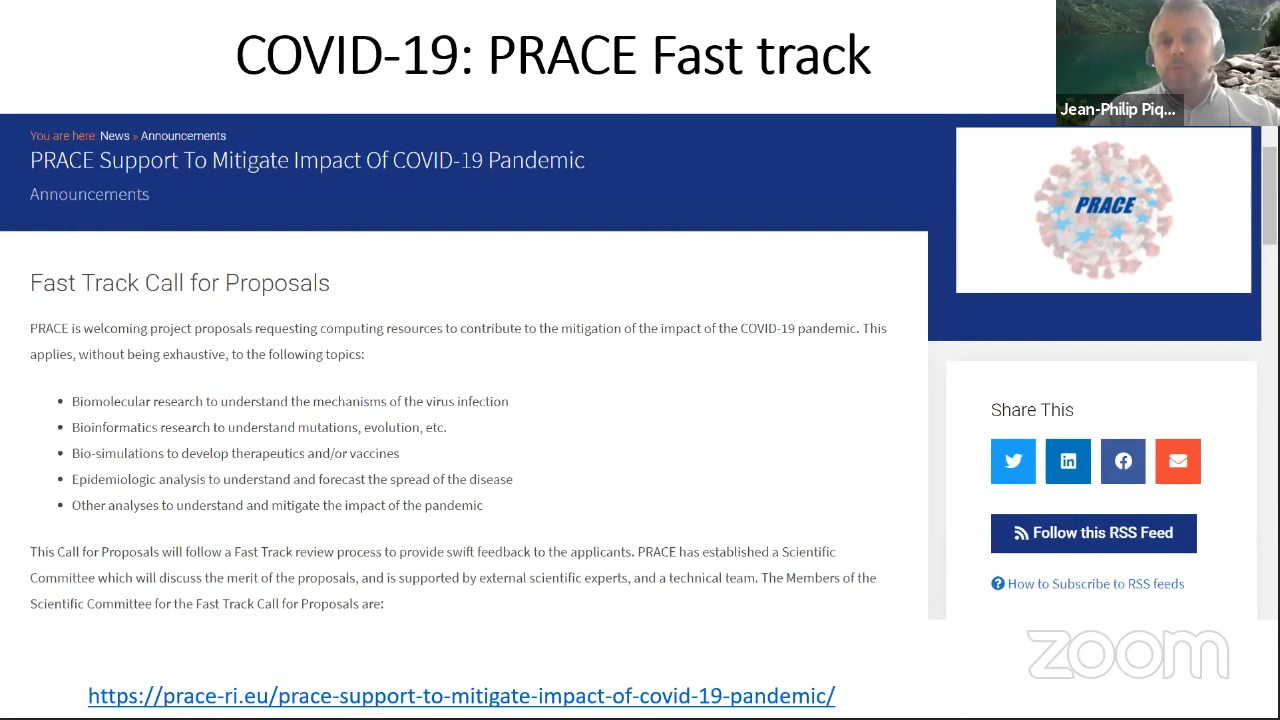 COVID-19: PRACE Fast track
Jean-Philip Piq...
You are here: News » Announcements
PRACE Support To Mitigate Impact Of COVID-19 Pandemic
Announcements
PRACE
Fast Track Call for Proposals
PRACE is welcoming project proposals requesting computing resources to contribute to the mitigation of the impact of the COVID-19 pandemic. This
applies, without being exhaustive, to the following topics:
• Biomolecular research to understand the mechanisms of the virus infection
• Bioinformatics research to understand mutations, evolution, etc.
• Bio-simulations to develop therapeutics and/or vaccines
• Epidemiologic analysis to understand and forecast the spread of the disease
• Other analyses to understand and mitigate the impact of the pandemic
This Call for Proposals will follow a Fast Track review process to provide swift feedback to the applicants. PRACE has established a Scientific
Committee which will discuss the merit of the proposals, and is supported by external scientific experts, and a technical team. The Members of the
Scientific Committee for the Fast Track Call for Proposals are:
Share This
Follow this RSS Feed
How to Subscribe to RSS feeds
zoom
https://prace-ri.eu/prace-support-to-mitigate-impact-of-covid-19-pandemic/